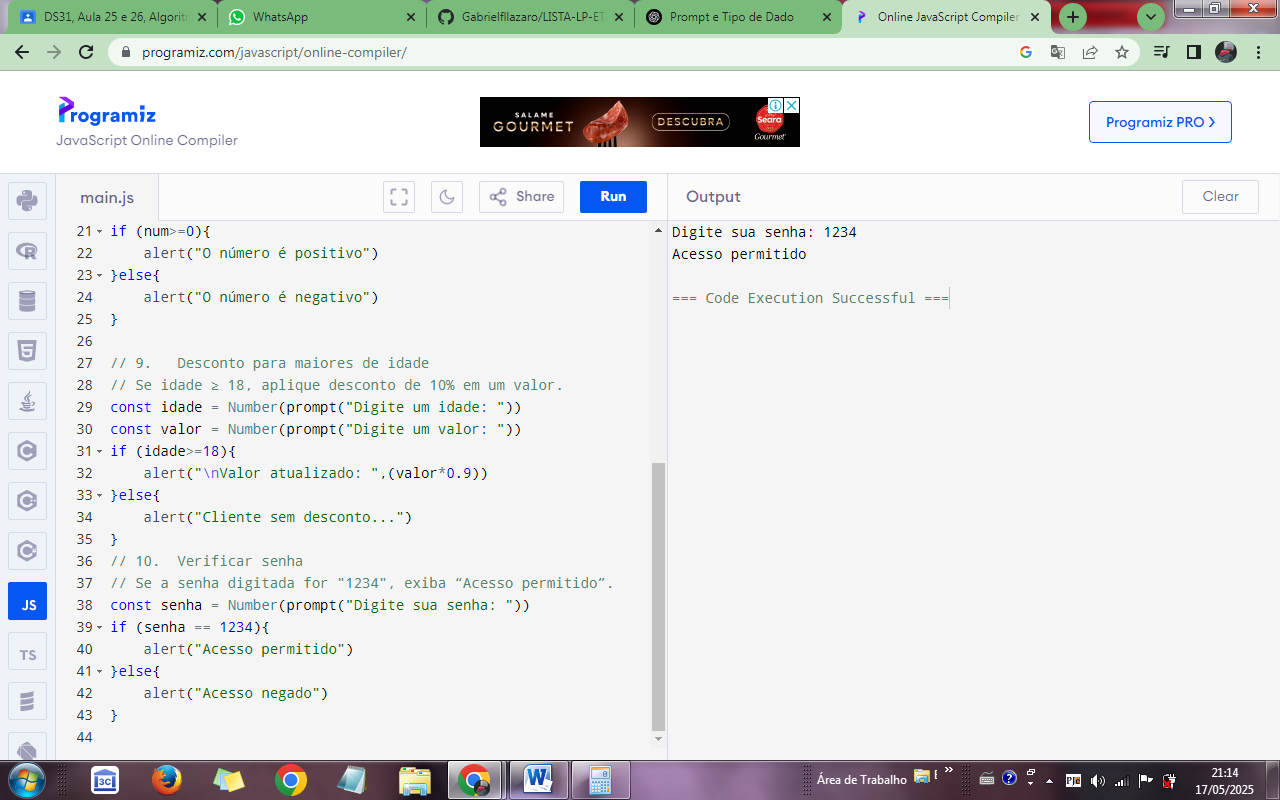 DS31, Aula 25 e 26, Algorit
WhatsApp
Gabrielfllazaro/LISTA-LP-ET
Prompt e Tipo de Dado
Online JavaScript Compiler
programiz.com/javascript/online-compiler/
Programiz
JavaScript Online Compiler
SALAME
GOURMET
DESCUBRA
Seara
Gourmet
Programiz PRO
main.js
Share
Run
Output
Clear
21 if (num>=0){
22 alert("O número é positivo")
23 }else{
24 alert("O número é negativo")
25 }
26
27 // 9.   Desconto para maiores de idade
28 // Se idade ≥ 18, aplique desconto de 10% em um valor.
29 const idade = Number(prompt("Digite um idade: "))
30 const valor = Number(prompt("Digite um valor: "))
31 if (idade>=18){
32 alert("\nValor atualizado: ",(valor*0.9))
33 }else{
34 alert("Cliente sem desconto...")
35 }
36 // 10.  Verificar senha
37 // Se a senha digitada for "1234", exiba “Acesso permitido”.
38 const senha = Number(prompt("Digite sua senha: "))
39 if (senha == 1234){
40 alert("Acesso permitido")
41 }else{
42 alert("Acesso negado")
43 }
44
Digite sua senha: 1234
Acesso permitido
=== Code Execution Successful ===
JS
TS
3C
Área de Trabalho
PJe
21:14
17/05/2025